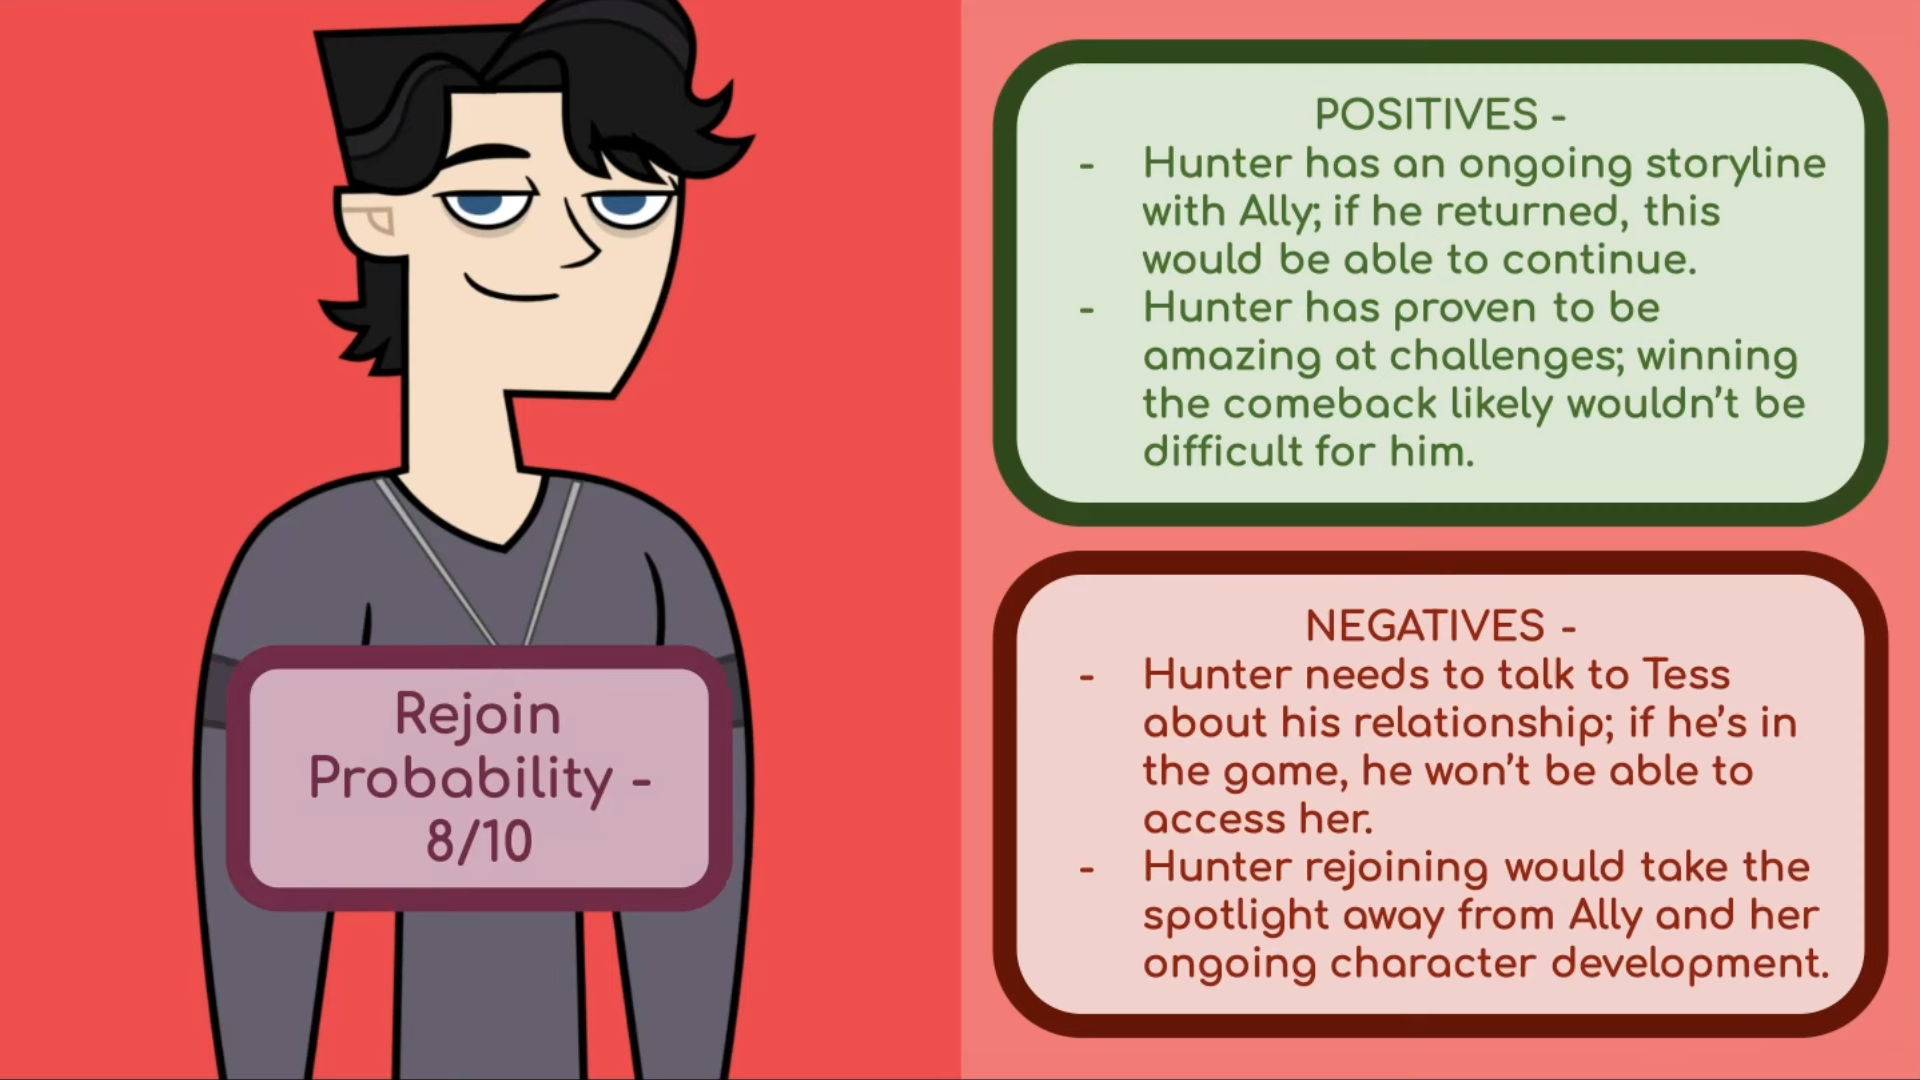 POSITIVES -
- Hunter has an ongoing storyline
with Ally; if he returned, this
would be able to continue.
- Hunter has proven to be
amazing at challenges; winning
the comeback likely wouldn't be
difficult for him.
NEGATIVES -
- Hunter needs to talk to Tess
about his relationship; if he's in
the game, he won't be able to
access her.
- Hunter rejoining would take the
spotlight away from Ally and her
ongoing character development.
Rejoin
Probability -
8/10